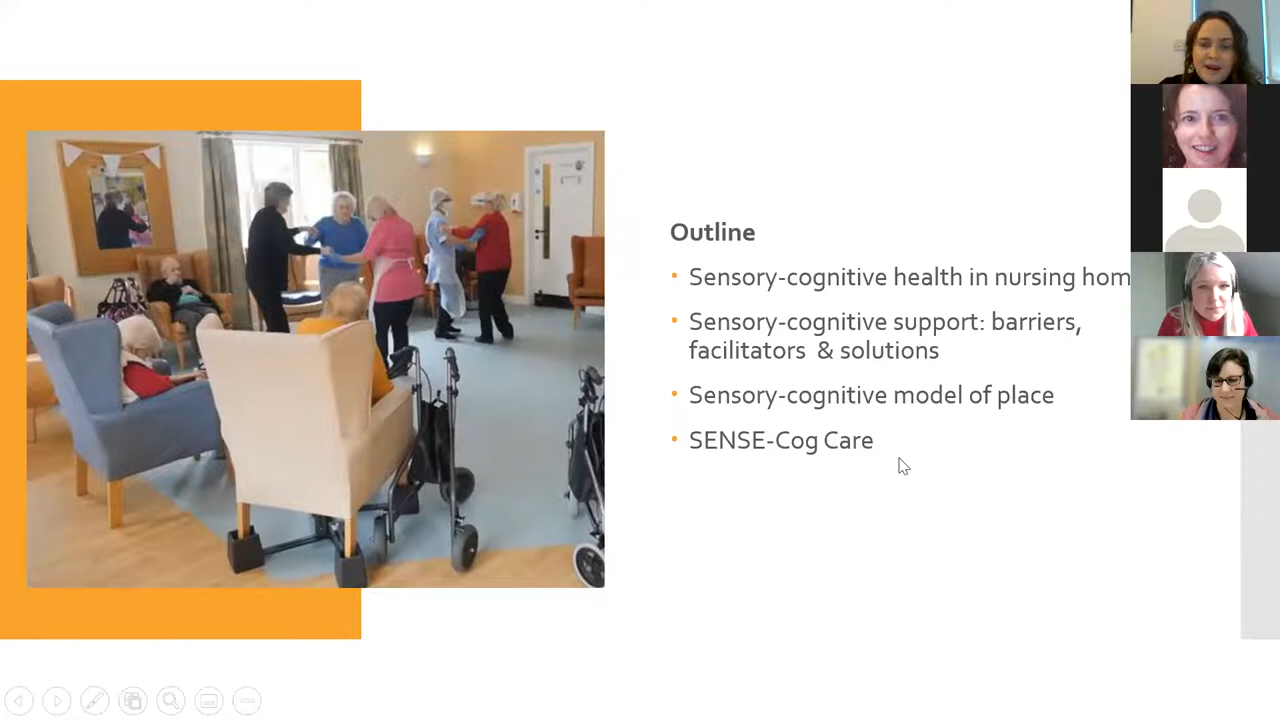 Outline
• Sensory-cognitive health in nursing hom
• Sensory-cognitive support: barriers,
facilitators & solutions
• Sensory-cognitive model of place
• SENSE-Cog Care